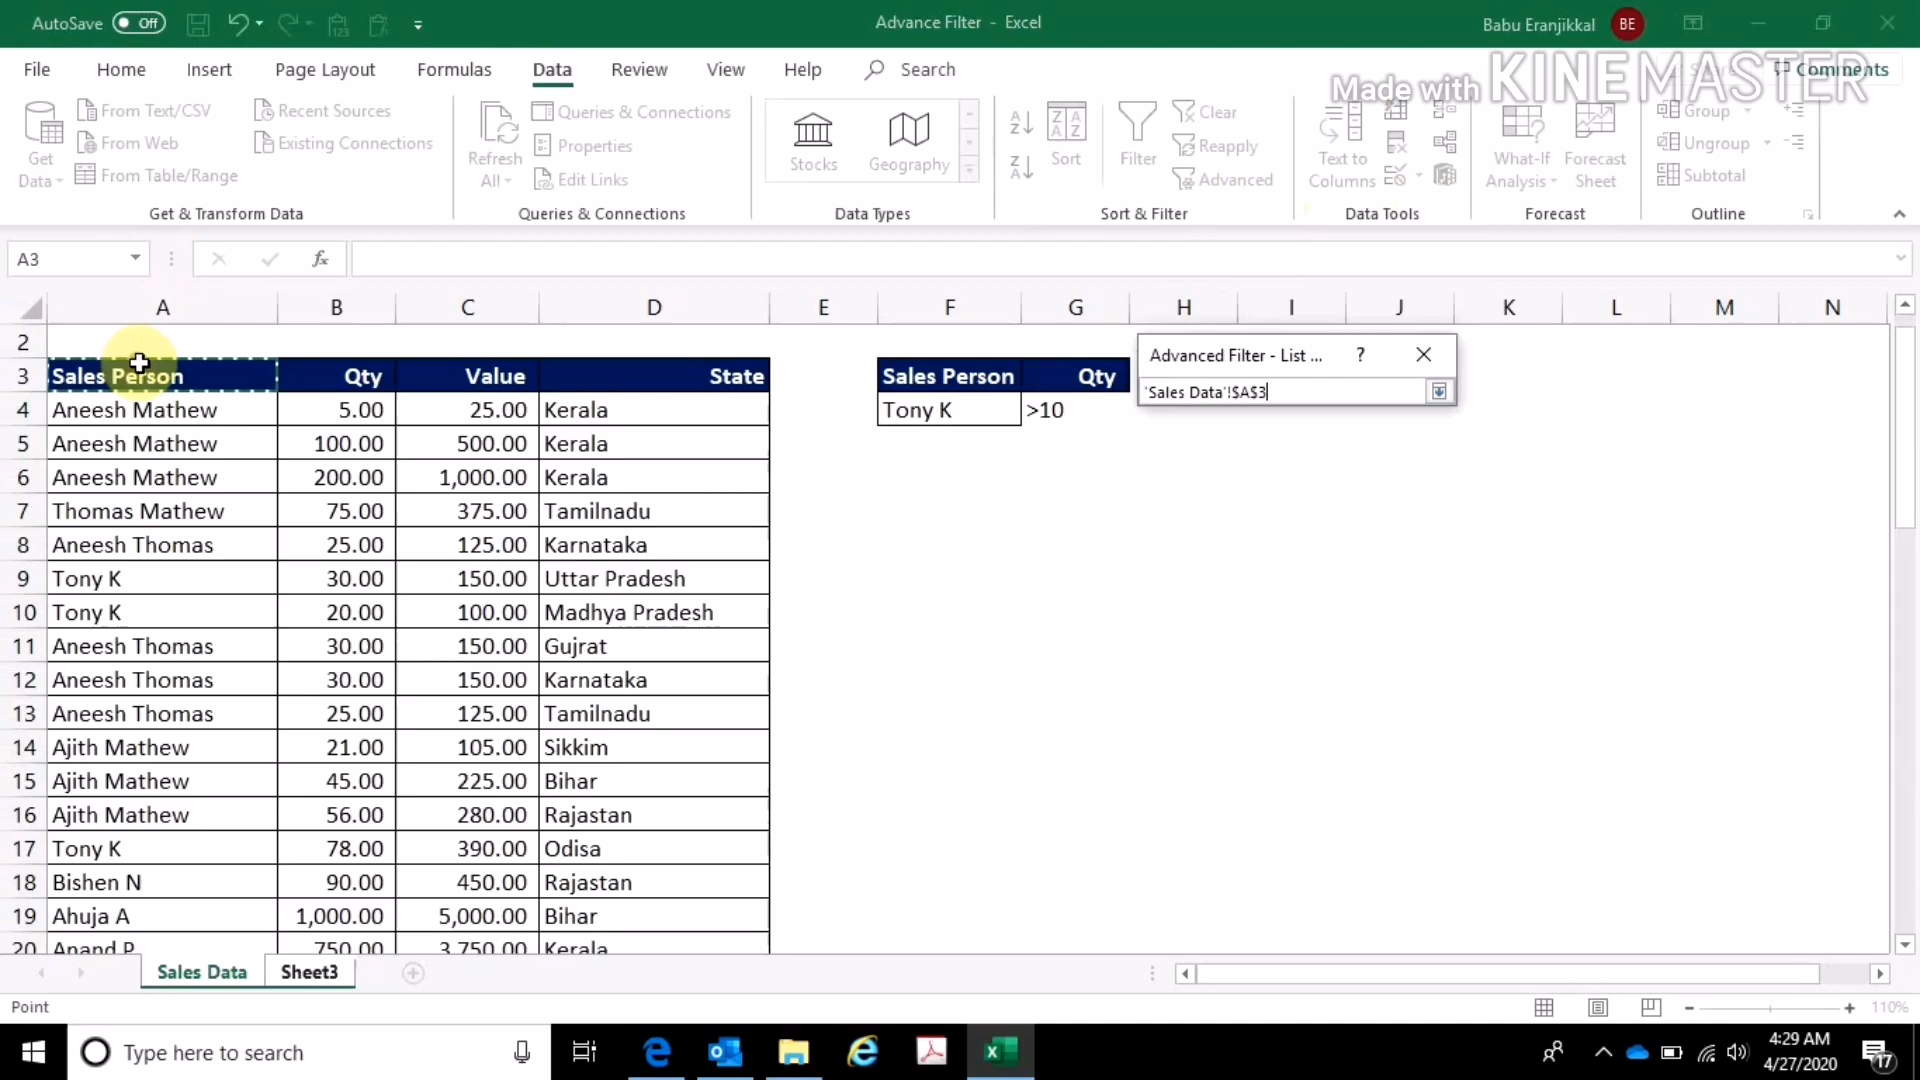 AutoSave Off
Advance Filter - Excel
Babu Eranjikkal BE
File Home Insert Page Layout Formulas Data Review View Help Search
Comments
Made with KINEMASTER
Get Data
From Text/CSV
From Web
From Table/Range
Recent Sources
Existing Connections
Get & Transform Data
Refresh All
Queries & Connections
Properties
Edit Links
Queries & Connections
Stocks Geography
Data Types
Sort
Filter
Clear
Reapply
Advanced
Sort & Filter
Text to Columns
Data Tools
What-If Analysis
Forecast Sheet
Forecast
Group
Ungroup
Subtotal
Outline
A3 fx
A B C D E F G H I J K L M N
2
3 Sales Person Qty Value State Sales Person Qty
4 Aneesh Mathew 5.00 25.00 Kerala Tony K >10
5 Aneesh Mathew 100.00 500.00 Kerala
6 Aneesh Mathew 200.00 1,000.00 Kerala
7 Thomas Mathew 75.00 375.00 Tamilnadu
8 Aneesh Thomas 25.00 125.00 Karnataka
9 Tony K 30.00 150.00 Uttar Pradesh
10 Tony K 20.00 100.00 Madhya Pradesh
11 Aneesh Thomas 30.00 150.00 Gujrat
12 Aneesh Thomas 30.00 150.00 Karnataka
13 Aneesh Thomas 25.00 125.00 Tamilnadu
14 Ajith Mathew 21.00 105.00 Sikkim
15 Ajith Mathew 45.00 225.00 Bihar
16 Ajith Mathew 56.00 280.00 Rajastan
17 Tony K 78.00 390.00 Odisa
18 Bishen N 90.00 450.00 Rajastan
19 Ahuja A 1,000.00 5,000.00 Bihar
20 Anand P 750.00 3,750.00 Kerala
Advanced Filter - List ... ?
'Sales Data'!$A$3
Sales Data Sheet3
Point
110%
Type here to search
4:29 AM
4/27/2020
17